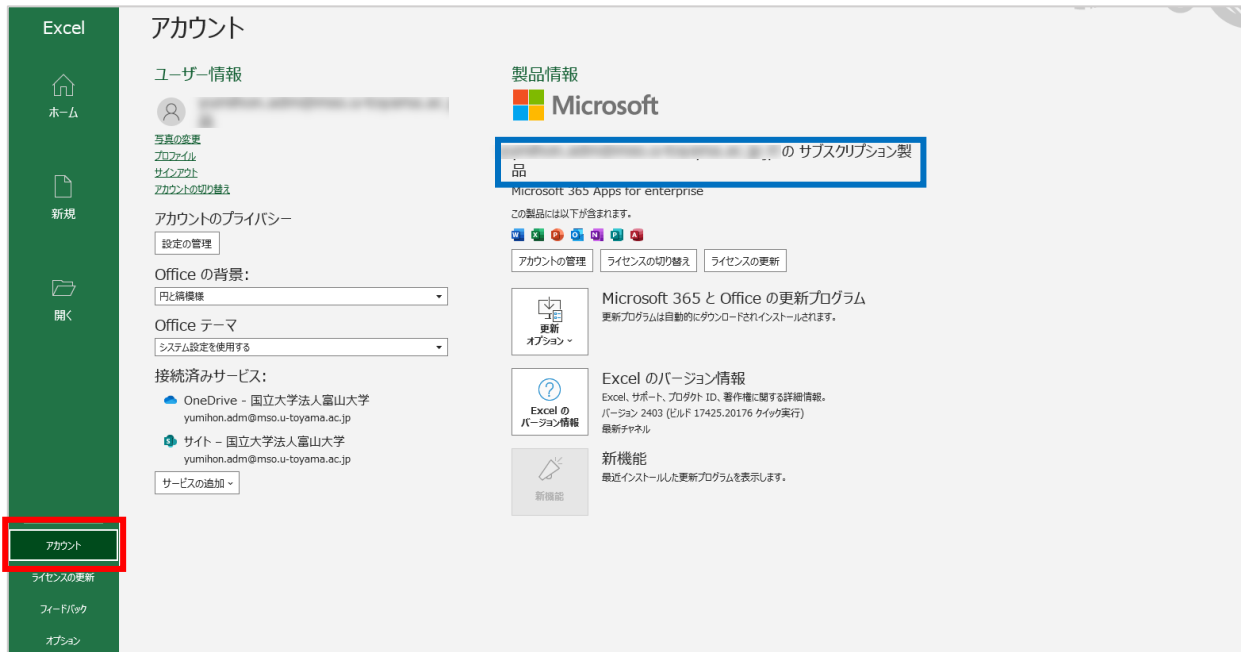 Excel
ホーム
新規
開く
アカウント
ライセンスの更新
フィードバック
オプション
アカウント
ユーザー情報
写真の変更
プロファイル
サインアウト
アカウントの切り替え
アカウントのプライバシー
設定の管理
Office の背景:
円と縞模様
Office テーマ
システム設定を使用する
接続済みサービス:
OneDrive - 国立大学法人富山大学
yumihon.adm@mso.u-toyama.ac.jp
サイト – 国立大学法人富山大学
yumihon.adm@mso.u-toyama.ac.jp
サービスの追加
製品情報
Microsoft
の サブスクリプション製
品
Microsoft 365 Apps for enterprise
この製品には以下が含まれます。
アカウントの管理 ライセンスの切り替え ライセンスの更新
更新
オプション
Microsoft 365 と Office の更新プログラム
更新プログラムは自動的にダウンロードされインストールされます。
Excel の
バージョン情報
Excel のバージョン情報
Excel、サポート、プロダクト ID、著作権に関する詳細情報。
バージョン 2403 (ビルド 17425.20176 クイック実行)
最新チャネル
新機能
新機能
最近インストールした更新プログラムを表示します。